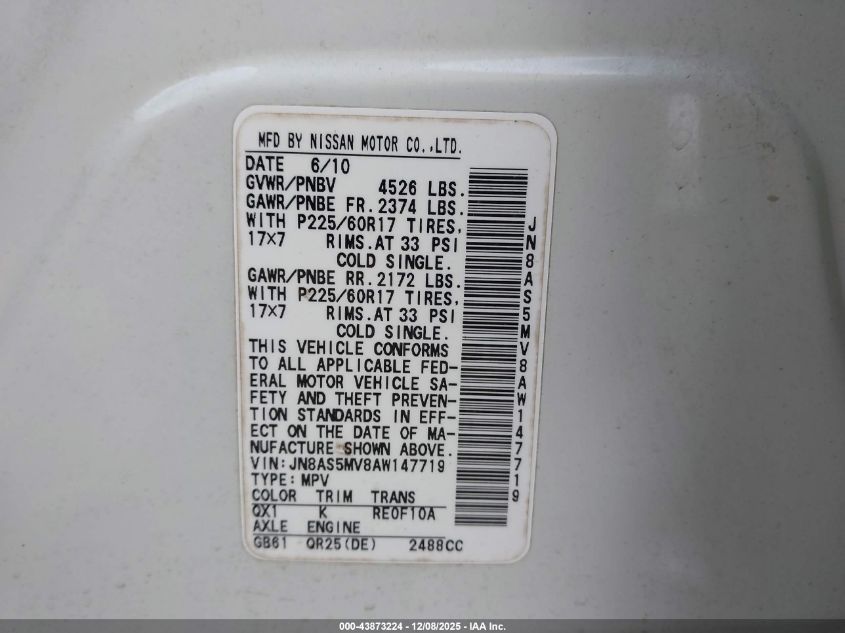 MFD BY NISSAN MOTOR CO.,LTD.
DATE 6/10
GVWR/PNBV 4526 LBS.
GAWR/PNBE FR.2374 LBS.
WITH P225/60R17 TIRES,
17×7 RIMS.AT 33 PSI
COLD SINGLE.
GAWR/PNBE RR.2172 LBS.
WITH P225/60R17 TIRES,
17×7 RIMS.AT 33 PSI
COLD SINGLE.
THIS VEHICLE CONFORMS
TO ALL APPLICABLE FED-
ERAL MOTOR VEHICLE SA-
FETY AND THEFT PREVEN-
TION STANDARDS IN EFF-
ECT ON THE DATE OF MA-
NUFACTURE SHOWN ABOVE.
VIN:JN8AS5MV8AW147719
TYPE:MPV
COLOR TRIM TRANS
QX1 K RE0F10A
AXLE ENGINE
GB61 QR25(DE) 2488CC
JN8AS5MV8AW147719
000-43873224 - 12/08/2025 - IAA Inc.